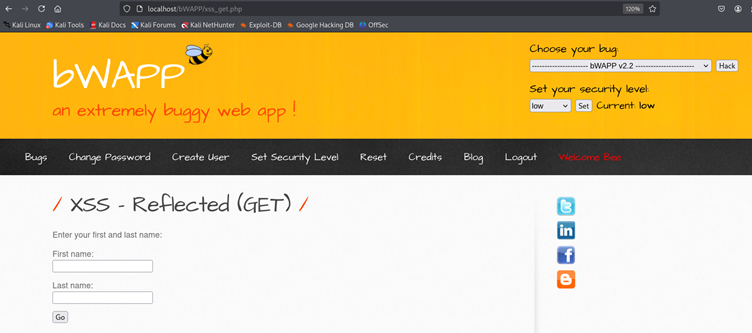 localhost/bWAPP/xss_get.php
120%
Kali Linux Kali Tools Kali Docs Kali Forums Kali NetHunter Exploit-DB Google Hacking DB OffSec
bWAPP
an extremely buggy web app !
Choose your bug:
---------------------- bWAPP v2.2 ----------------------- Hack
Set your security level:
low Set Current: low
Bugs Change Password Create User Set Security Level Reset Credits Blog Logout Welcome Bee
/ XSS - Reflected (GET) /
Enter your first and last name:
First name:
Last name:
Go